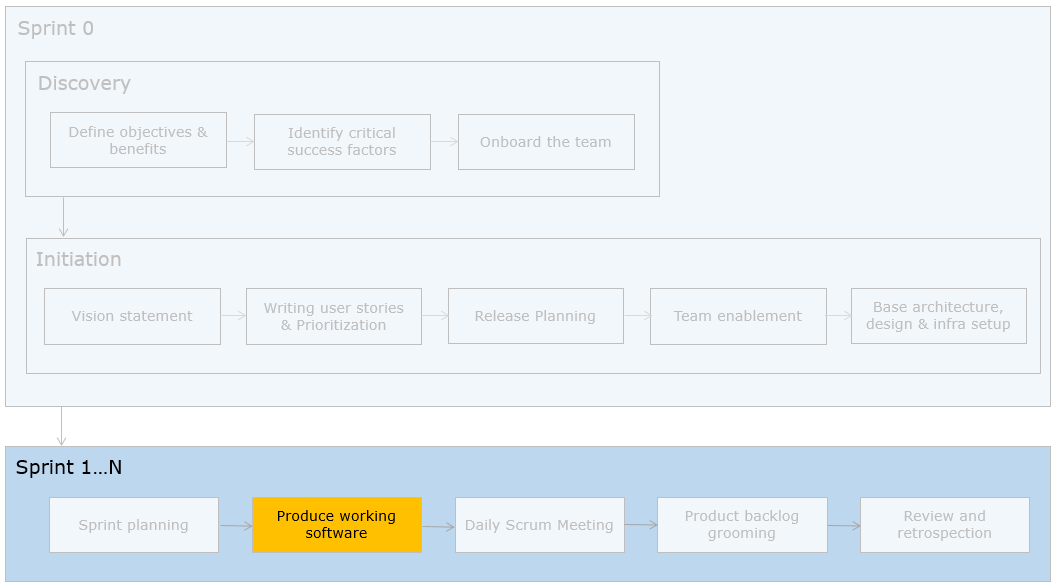 Sprint 0
Discovery
Define objectives &
benefits
Identify critical
success factors
Onboard the team
Initiation
Vision statement
Writing user stories
& Prioritization
Release Planning
Team enablement
Base architecture,
design & infra setup
Sprint 1…N
Sprint planning
Produce working
software
Daily Scrum Meeting
Product backlog
grooming
Review and
retrospection